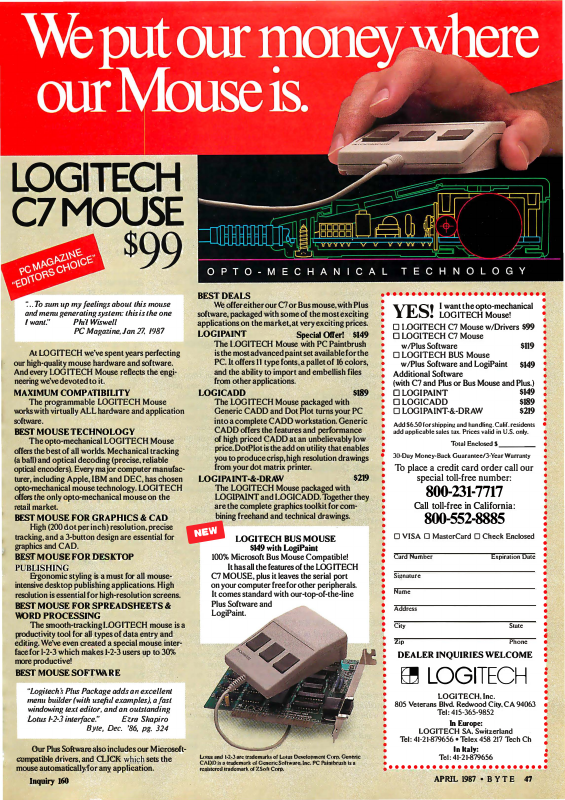 We put our money where
our Mouse is.
LOGITECH
C7 MOUSE
$99
PC MAGAZINE
"EDITORS CHOICE"
OPTO-MECHANICAL TECHNOLOGY
"...To sum up my feelings about this mouse
and menu generating system: this is the one
I want." Phil Wiswell
PC Magazine, Jan 27, 1987
At LOGITECH we've spent years perfecting
our high-quality mouse hardware and software.
And every LOGITECH Mouse reflects the engi-
neering we've devoted to it.
MAXIMUM COMPATIBILITY
The programmable LOGITECH Mouse
works with virtually ALL hardware and application
software.
BEST MOUSE TECHNOLOGY
The opto-mechanical LOGITECH Mouse
offers the best of all worlds. Mechanical tracking
(a ball) and optical decoding (precise, reliable
optical encoders). Every major computer manufac-
turer, including Apple, IBM and DEC, has chosen
opto-mechanical mouse technology. LOGITECH
offers the only opto-mechanical mouse on the
retail market.
BEST MOUSE FOR GRAPHICS & CAD
High (200 dot per inch) resolution, precise
tracking, and a 3-button design are essential for
graphics and CAD.
BEST MOUSE FOR DESKTOP
PUBLISHING
Ergonomic styling is a must for all mouse-
intensive desktop publishing applications. High
resolution is essential for high-resolution screens.
BEST MOUSE FOR SPREADSHEETS &
WORD PROCESSING
The smooth-tracking LOGITECH mouse is a
productivity tool for all types of data entry and
editing. We've even created a special mouse inter-
face for 1-2-3 which makes 1-2-3 users up to 30%
more productive!
BEST MOUSE SOFTWARE
"Logitech's Plus Package adds an excellent
menu builder (with useful examples), a fast
windowing text editor, and an outstanding
Lotus 1-2-3 interface." Ezra Shapiro
Byte, Dec. '86, pg. 324
Our Plus Software also includes our Microsoft-
compatible drivers, and CLICK which sets the
mouse automatically for any application.
Inquiry 160
BEST DEALS
We offer either our C7 or Bus mouse, with Plus
software, packaged with some of the most exciting
applications on the market, at very exciting prices.
LOGIPAINT Special Offer! $149
The LOGITECH Mouse with PC Paintbrush
is the most advanced paint set available for the
PC. It offers 11 type fonts, a pallet of 16 colors,
and the ability to import and embellish files
from other applications.
LOGICADD $189
The LOGITECH Mouse packaged with
Generic CADD and Dot Plot turns your PC
into a complete CADD workstation. Generic
CADD offers the features and performance
of high priced CADD at an unbelievably low
price. DotPlot is the add on utility that enables
you to produce crisp, high resolution drawings
from your dot matrix printer.
LOGIPAINT-&-DRAW $219
The LOGITECH Mouse packaged with
LOGIPAINT and LOGICADD. Together they
are the complete graphics toolkit for com-
bining freehand and technical drawings.
NEW
LOGITECH BUS MOUSE
$149 with LogiPaint
100% Microsoft Bus Mouse Compatible!
It has all the features of the LOGITECH
C7 MOUSE, plus it leaves the serial port
on your computer free for other peripherals.
It comes standard with our-top-of-the-line
Plus Software and
LogiPaint.
Lotus and 1-2-3 are trademarks of Lotus Development Corp. Generic
CADD is a trademark of Generic Software, Inc. PC Paintbrush is a
registered trademark of ZSoft Corp.
YES! I want the opto-mechanical
LOGITECH Mouse!
☐ LOGITECH C7 Mouse w/Drivers $99
☐ LOGITECH C7 Mouse
w/Plus Software $119
☐ LOGITECH BUS Mouse
w/Plus Software and LogiPaint $149
Additional Software
(with C7 and Plus or Bus Mouse and Plus.)
☐ LOGIPAINT $149
☐ LOGICADD $189
☐ LOGIPAINT-&-DRAW $219
Add $6.50 for shipping and handling. Calif. residents
add applicable sales tax. Prices valid in U.S. only.
Total Enclosed $
30-Day Money-Back Guarantee/3-Year Warranty
To place a credit card order call our
special toll-free number:
800-231-7717
Call toll-free in California:
800-552-8885
☐ VISA ☐ MasterCard ☐ Check Enclosed
Card Number Expiration Date
Signature
Name
Address
City State
Zip Phone
DEALER INQUIRIES WELCOME
LOGITECH
LOGITECH, Inc.
805 Veterans Blvd. Redwood City, CA 94063
Tel: 415-365-9852
In Europe:
LOGITECH SA, Switzerland
Tel: 41-21-879656 • Telex 458 217 Tech Ch
In Italy:
Tel: 41-21-879656
APRIL 1987 • BYTE 47